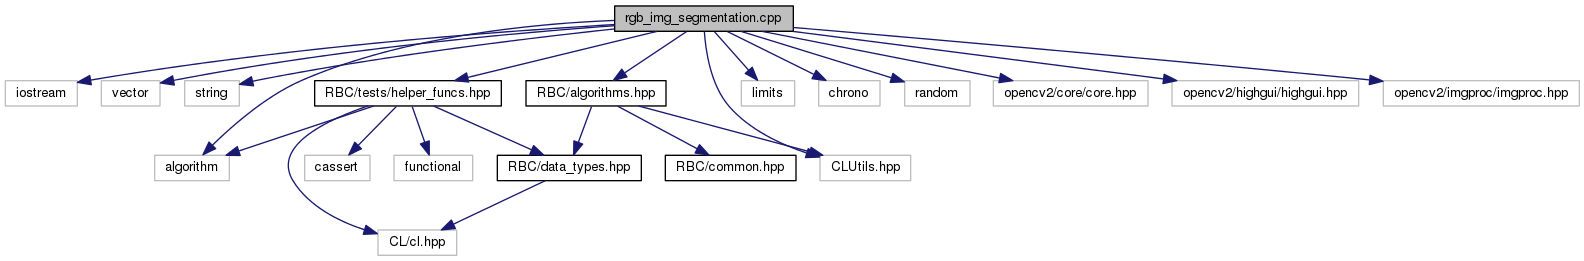 rgb_img_segmentation.cpp
iostream
vector
string
RBC/tests/helper_funcs.hpp
RBC/algorithms.hpp
limits
chrono
random
opencv2/core/core.hpp
opencv2/highgui/highgui.hpp
opencv2/imgproc/imgproc.hpp
algorithm
cassert
functional
RBC/data_types.hpp
RBC/common.hpp
CLUtils.hpp
CL/cl.hpp